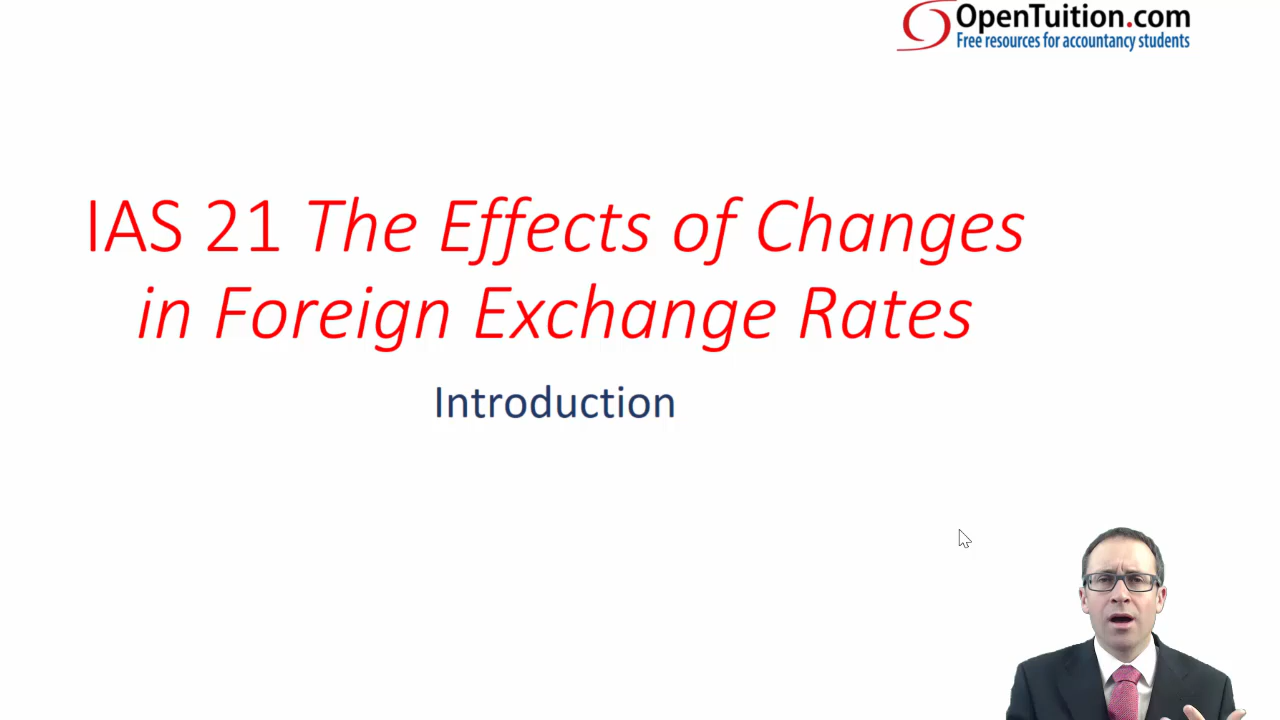 OpenTuition.com
Free resources for accountancy students
IAS 21 The Effects of Changes
in Foreign Exchange Rates
Introduction